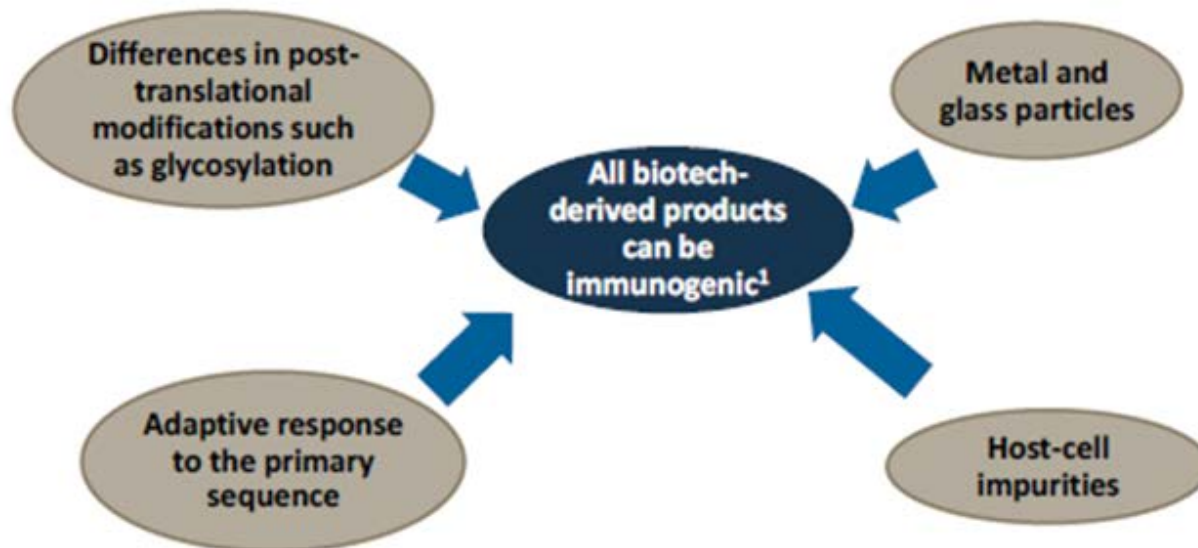 Differences in post-
translational
modifications such
as glycosylation
Metal and
glass particles
All biotech-
derived products
can be
immunogenic¹
Adaptive response
to the primary
sequence
Host-cell
impurities